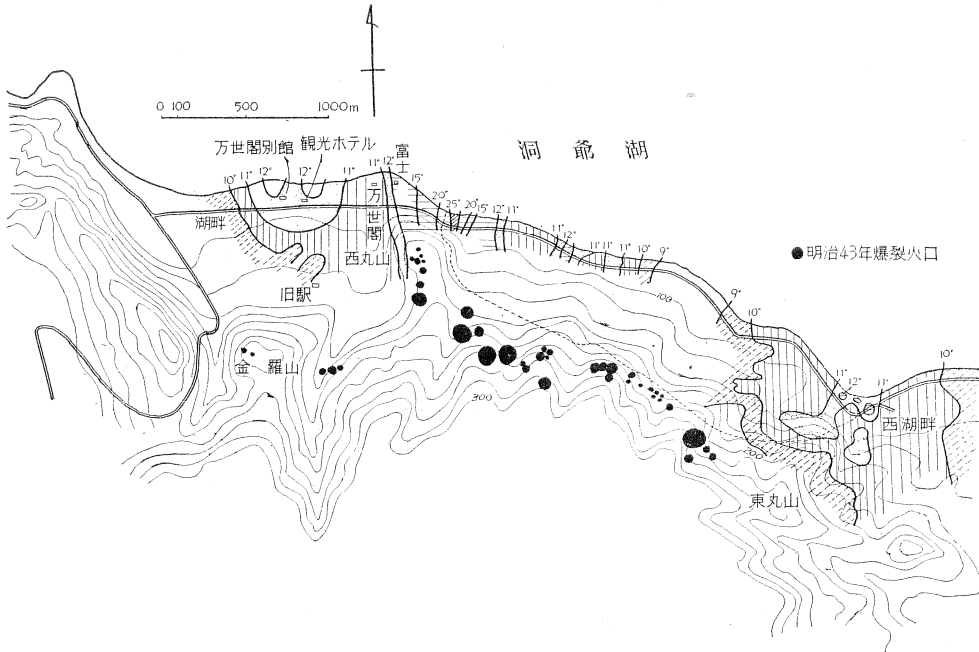 0 100 500 1000m
洞爺湖
万世閣別館
観光ホテル
富士
10° 11° 12° 12° 11° 11° 12°
15°
20° 25° 20° 15° 12° 11°
万世閣
湖畔
西丸山
11° 12° 11° 11° 11° 10° 9°
●明治43年爆裂火口
旧駅
100
9°
10°
金羅山
300
10°
11° 12° 11°
西湖畔
200
東丸山